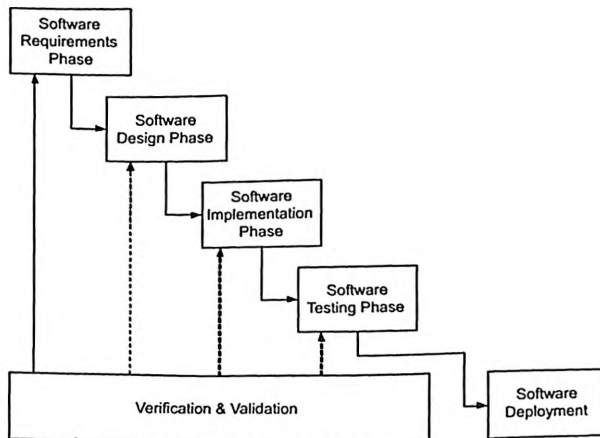 Software
Requirements
Phase
Software
Design Phase
Software
Implementation
Phase
Software
Testing Phase
Verification & Validation
Software
Deployment